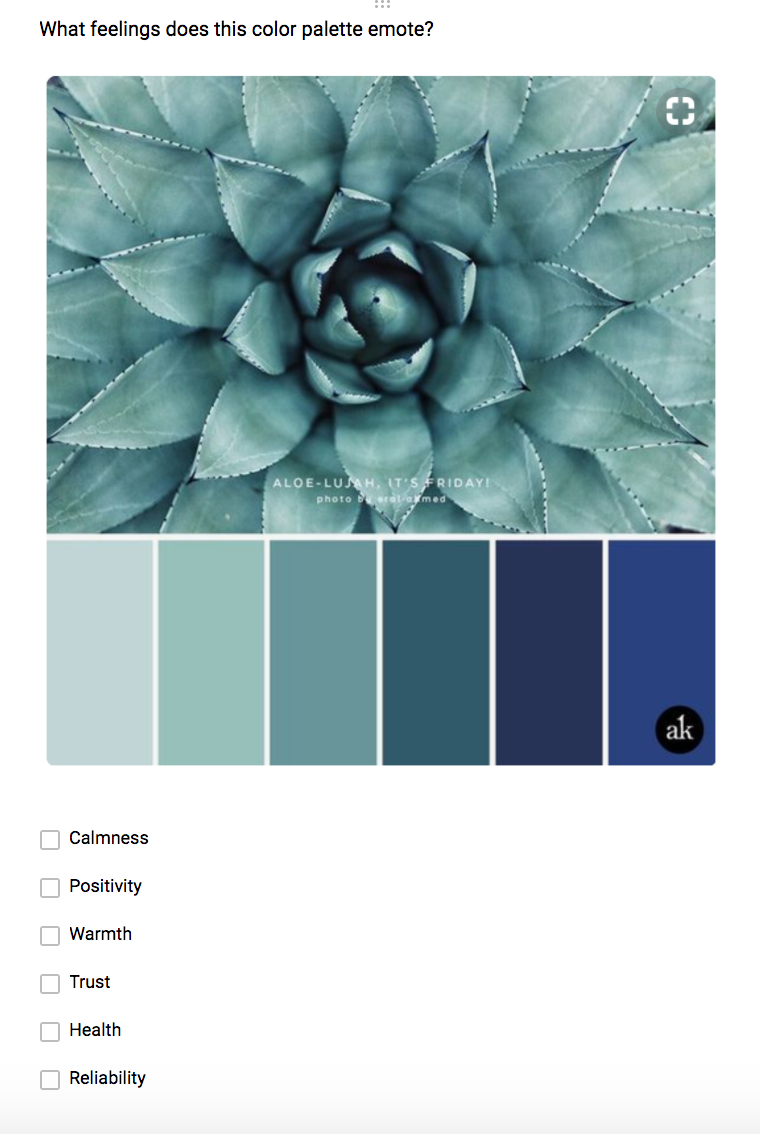 What feelings does this color palette emote?
ALOE-LUJAH, IT'S FRIDAY!
photo by erol ahmed
ak
Calmness
Positivity
Warmth
Trust
Health
Reliability